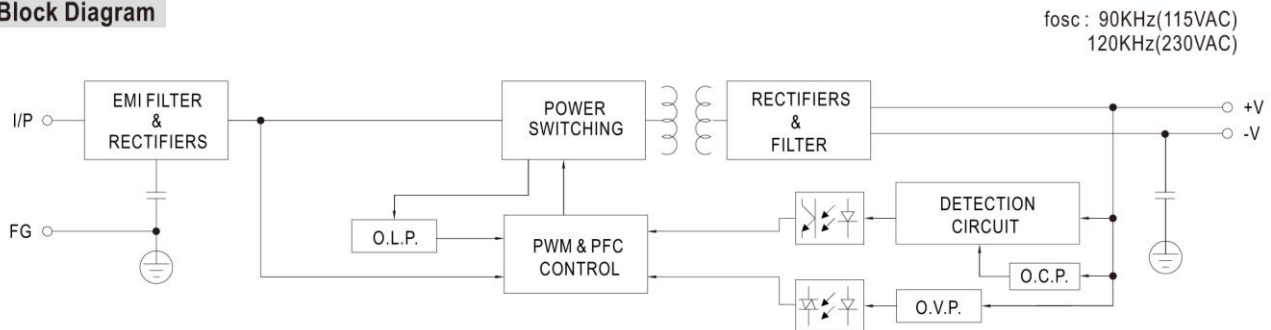 Block Diagram
fosc : 90KHz(115VAC)
120KHz(230VAC)
I/P
EMI FILTER
&
RECTIFIERS
POWER
SWITCHING
RECTIFIERS
&
FILTER
+V
-V
FG
O.L.P.
PWM & PFC
CONTROL
DETECTION
CIRCUIT
O.C.P.
O.V.P.